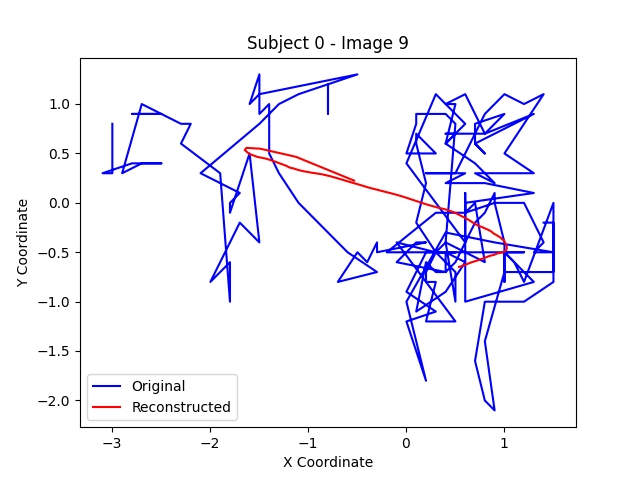 Subject 0 - Image 9
Y Coordinate
1.0
0.5
0.0
−0.5
−1.0
−1.5
−2.0
Original
Reconstructed
−3
−2
−1
0
1
X Coordinate